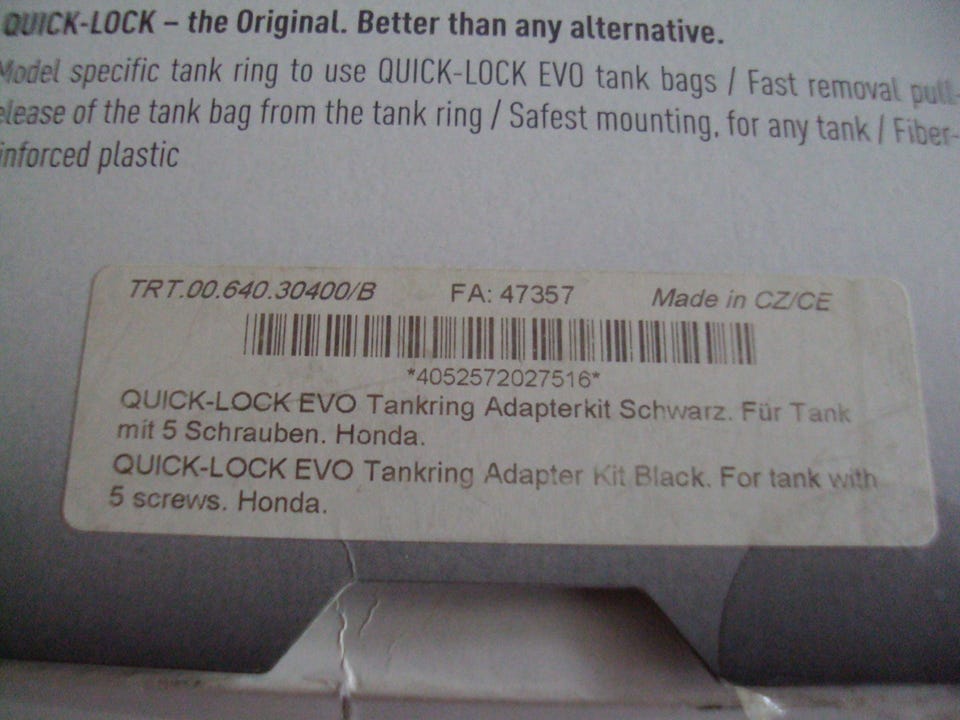 QUICK-LOCK – the Original. Better than any alternative.
Model specific tank ring to use QUICK-LOCK EVO tank bags / Fast removal pull-
elease of the tank bag from the tank ring / Safest mounting, for any tank / Fiber-
inforced plastic
TRT.00.640.30400/B FA: 47357 Made in CZ/CE
*4052572027516*
QUICK-LOCK EVO Tankring Adapterkit Schwarz. Für Tank
mit 5 Schrauben. Honda.
QUICK-LOCK EVO Tankring Adapter Kit Black. For tank with
5 screws. Honda.